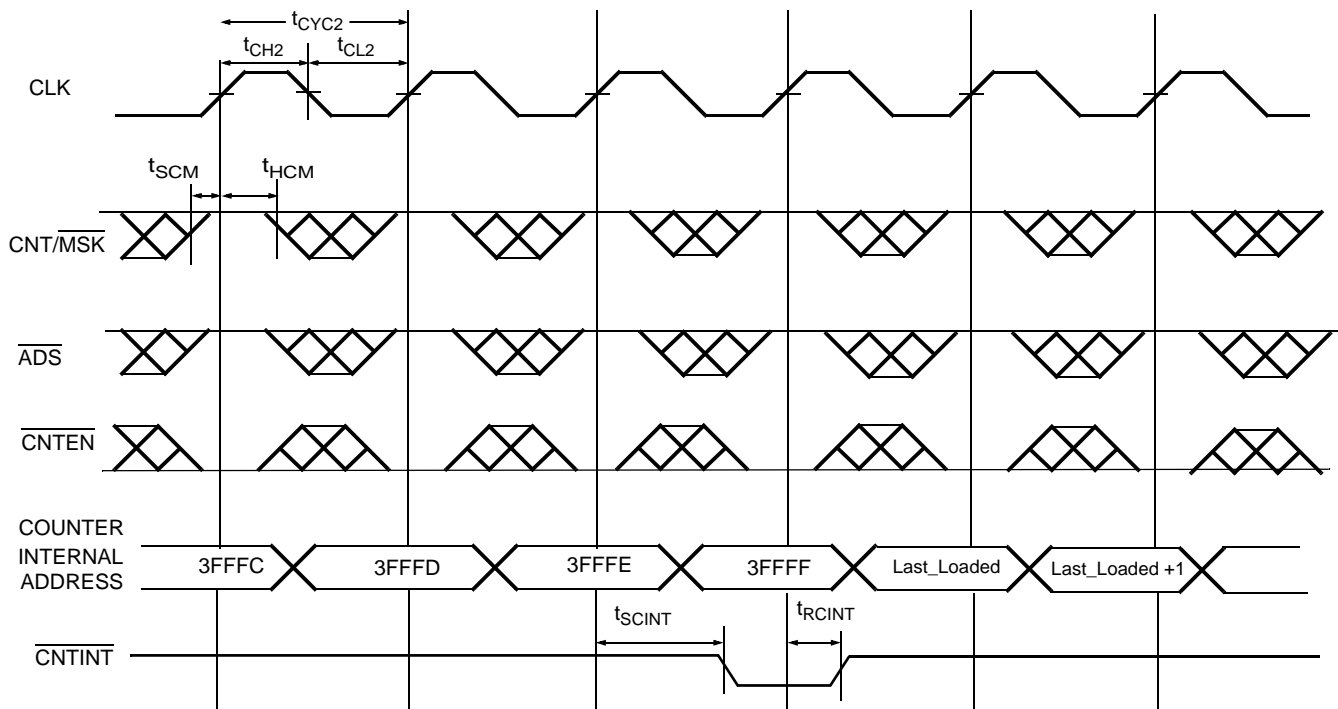 tCYC2
tCH2
tCL2
CLK
tSCM
tHCM
CNT/MSK
ADS
CNTEN
COUNTER
INTERNAL
ADDRESS
3FFFC
3FFFD
3FFFE
3FFFF
Last_Loaded
Last_Loaded +1
tSCINT
tRCINT
CNTINT